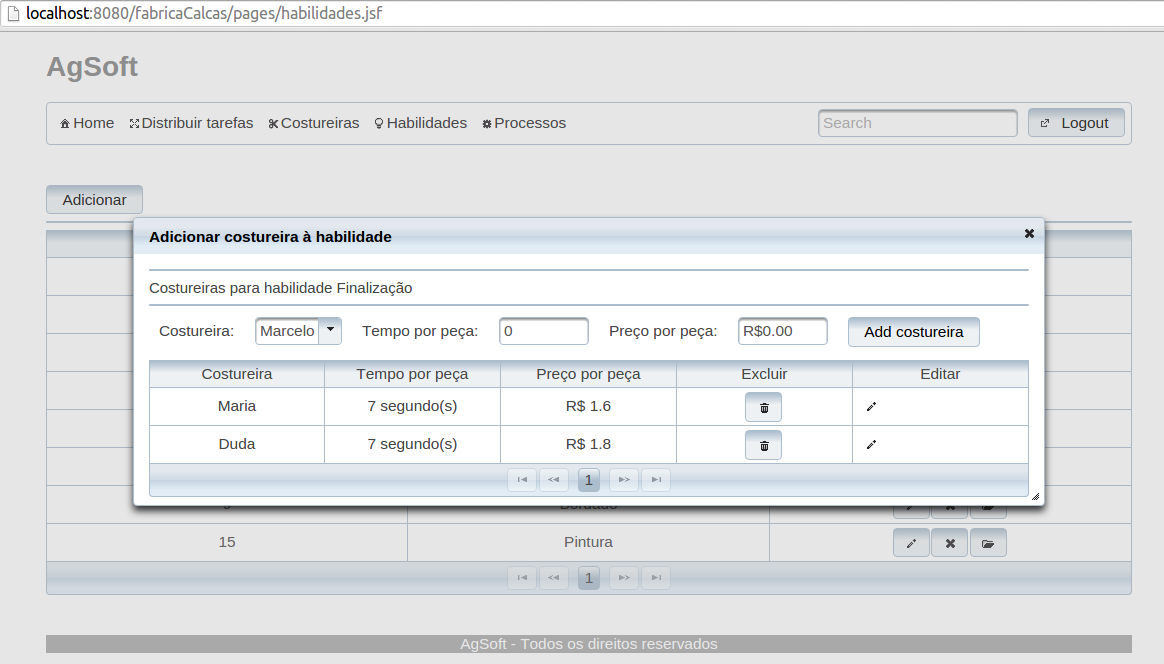 localhost:8080/fabricaCalcas/pages/habilidades.jsf
AgSoft
Home Distribuir tarefas Costureiras Habilidades Processos Search Logout
Adicionar
Adicionar costureira à habilidade
Costureiras para habilidade Finalização
Costureira: Marcelo Tempo por peça: 0 Preço por peça: R$0.00 Add costureira
Costureira Tempo por peça Preço por peça Excluir Editar
Maria 7 segundo(s) R$ 1.6
Duda 7 segundo(s) R$ 1.8
1
Bordado
15 Pintura
1
AgSoft - Todos os direitos reservados